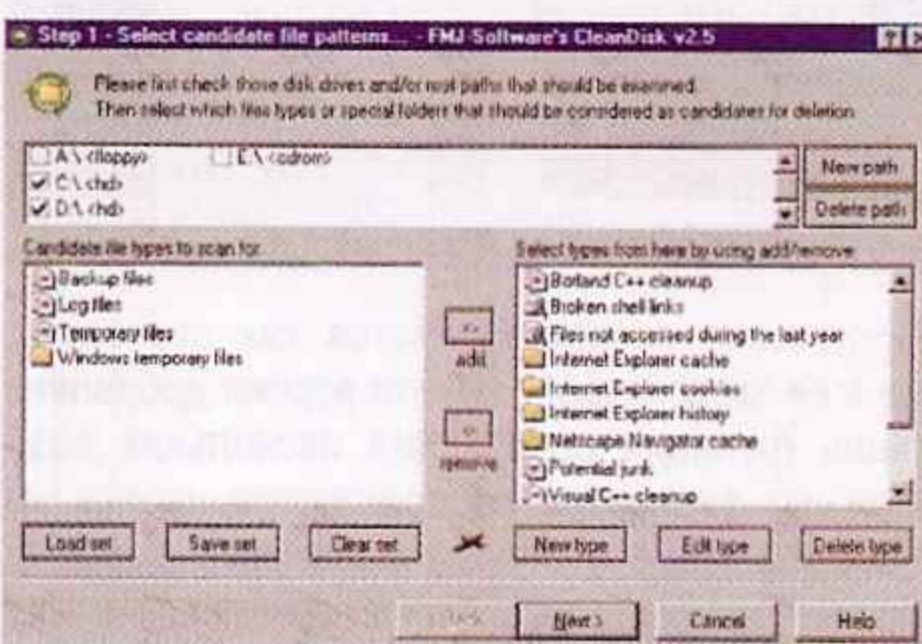 Step 1 - Select candidate file patterns... - FMJ-Software's CleanDisk v2.5
Please first check those disk drives and/or root paths that should be examined.
Then select which files types or special folders that should be considered as candidates for deletion.
A:\ <floppy>
E:\ <cdrom>
C:\ <hd>
D:\ <hd>
New path
Delete path
Candidate file types to scan for:
Backup files
Log files
Temporary files
Windows temporary files
add
remove
Select types from here by using add/remove:
Borland C++ cleanup
Broken shell links
Files not accessed during the last year
Internet Explorer cache
Internet Explorer cookies
Internet Explorer history
Netscape Navigator cache
Potential junk
Visual C++ cleanup
Load set
Save set
Clear set
New type
Edit type
Delete type
Next >
Cancel
Help